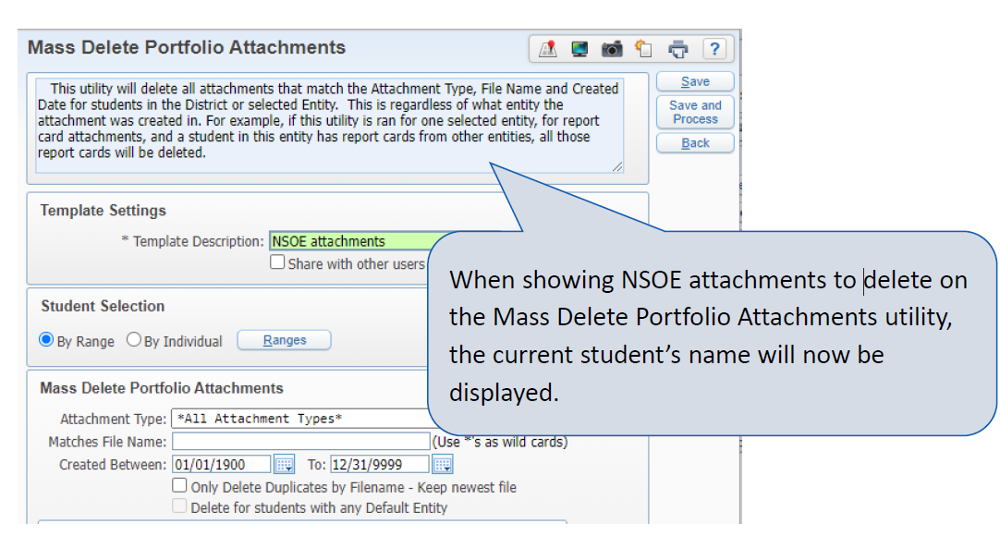 Mass Delete Portfolio Attachments
?
This utility will delete all attachments that match the Attachment Type, File Name and Created
Date for students in the District or selected Entity.  This is regardless of what entity the
attachment was created in. For example, if this utility is ran for one selected entity, for report
card attachments, and a student in this entity has report cards from other entities, all those
report cards will be deleted.
Save
Save and
Process
Back
Template Settings
* Template Description: NSOE attachments
Share with other users
Student Selection
By Range By Individual Ranges
Mass Delete Portfolio Attachments
Attachment Type: *All Attachment Types*
Matches File Name: (Use *'s as wild cards)
Created Between: 01/01/1900 To: 12/31/9999
Only Delete Duplicates by Filename - Keep newest file
Delete for students with any Default Entity
When showing NSOE attachments to delete on
the Mass Delete Portfolio Attachments utility,
the current student's name will now be
displayed.